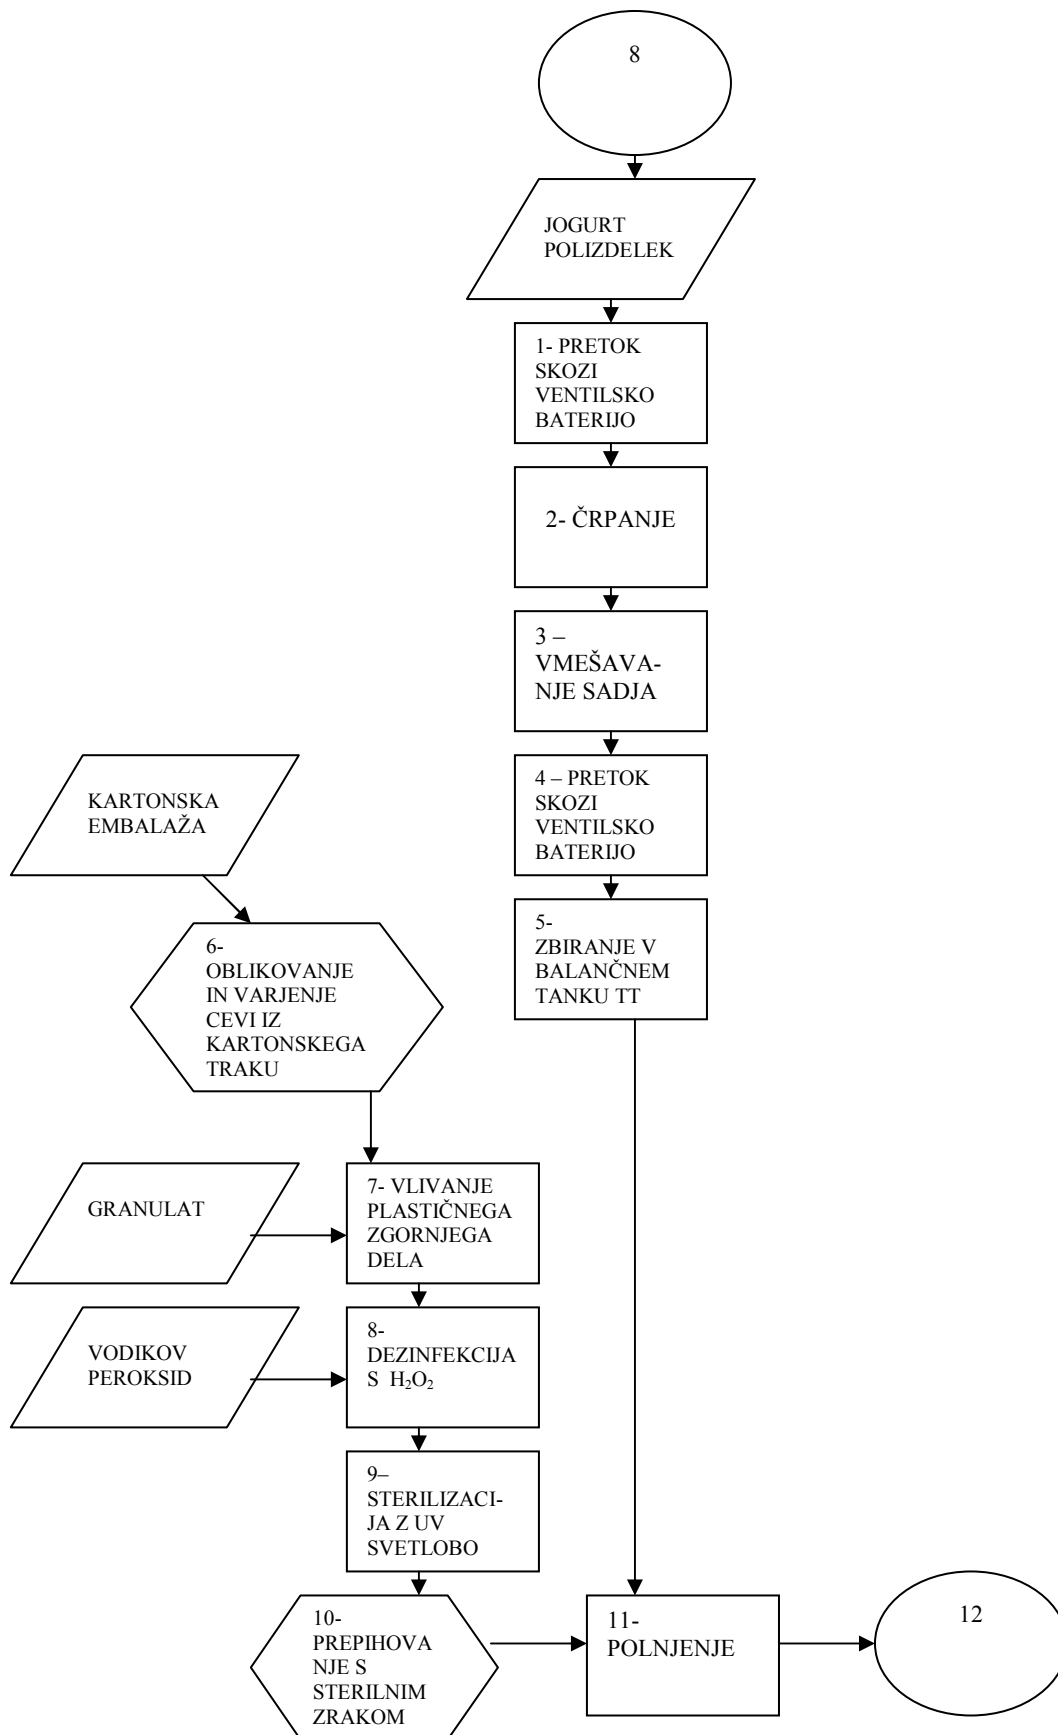 8
JOGURT
POLIZDELEK
1- PRETOK
SKOZI
VENTILSKO
BATERIJO
2- ČRPANJE
3 –
VMEŠAVA-
NJE SADJA
4 – PRETOK
SKOZI
VENTILSKO
BATERIJO
5-
ZBIRANJE V
BALANČNEM
TANKU TT
KARTONSKA
EMBALAŽA
6-
OBLIKOVANJE
IN VARJENJE
CEVI IZ
KARTONSKEGA
TRAKU
GRANULAT
7- VLIVANJE
PLASTIČNEGA
ZGORNJEGA
DELA
VODIKOV
PEROKSID
8-
DEZINFEKCIJA
S H₂O₂
9–
STERILIZACI-
JA Z UV
SVETLOBO
10-
PREPIHOVA
NJE S
STERILNIM
ZRAKOM
11-
POLNJENJE
12